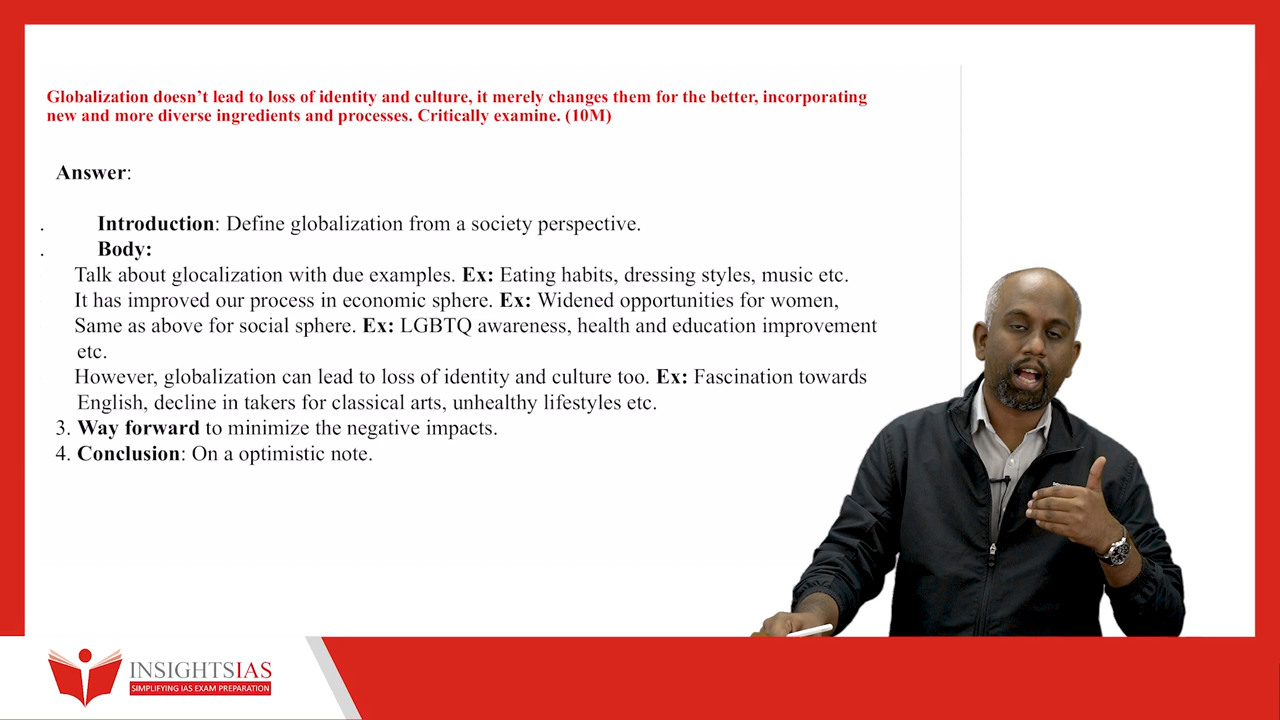 Globalization doesn’t lead to loss of identity and culture, it merely changes them for the better, incorporating
new and more diverse ingredients and processes. Critically examine. (10M)
Answer:
. Introduction: Define globalization from a society perspective.
. Body:
Talk about glocalization with due examples. Ex: Eating habits, dressing styles, music etc.
It has improved our process in economic sphere. Ex: Widened opportunities for women,
Same as above for social sphere. Ex: LGBTQ awareness, health and education improvement
etc.
However, globalization can lead to loss of identity and culture too. Ex: Fascination towards
English, decline in takers for classical arts, unhealthy lifestyles etc.
3. Way forward to minimize the negative impacts.
4. Conclusion: On a optimistic note.
INSIGHTSIAS
SIMPLIFYING IAS EXAM PREPARATION